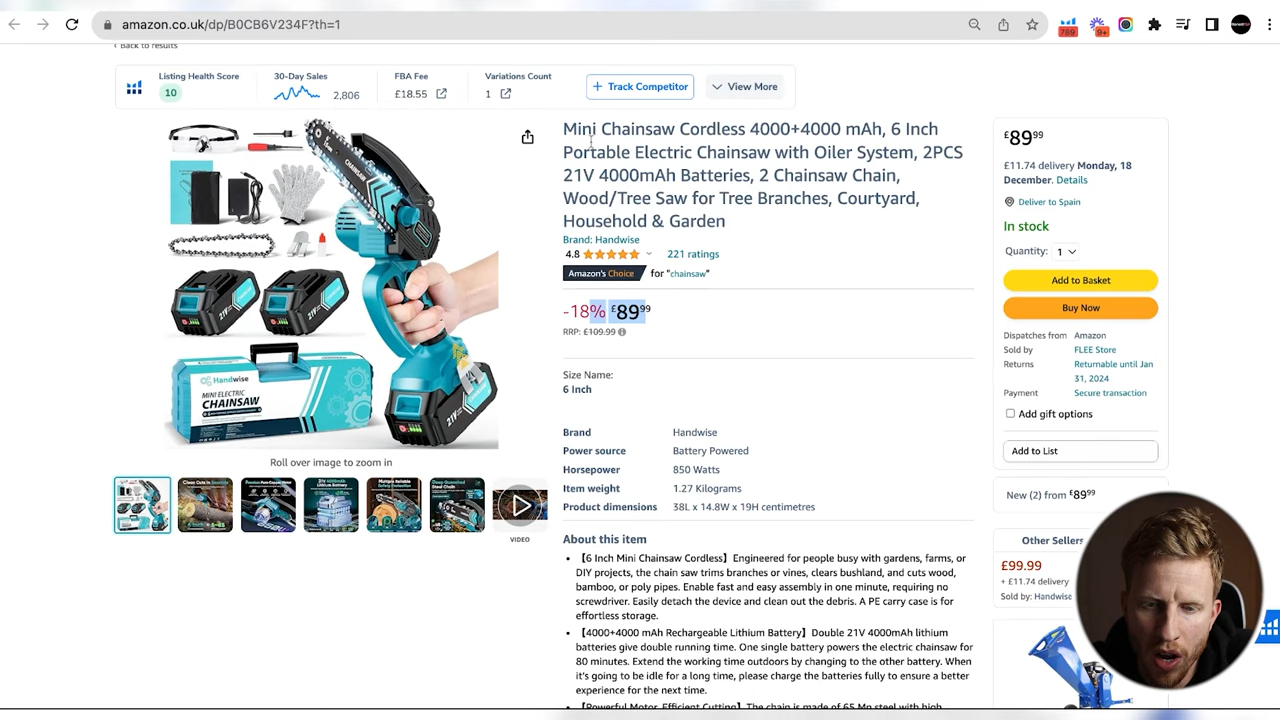 amazon.co.uk/dp/B0CB6V234F?th=1
789
9+
Back to results
Listing Health Score
10
30-Day Sales
2,806
FBA Fee
£18.55
Variations Count
1
+ Track Competitor
View More
Mini Chainsaw Cordless 4000+4000 mAh, 6 Inch
Portable Electric Chainsaw with Oiler System, 2PCS
21V 4000mAh Batteries, 2 Chainsaw Chain,
Wood/Tree Saw for Tree Branches, Courtyard,
Household & Garden
Brand: Handwise
4.8
221 ratings
Amazon's Choice for "chainsaw"
-18% £89⁹⁹
RRP: £109.99
Size Name:
6 Inch
Brand Handwise
Power source Battery Powered
Horsepower 850 Watts
Item weight 1.27 Kilograms
Product dimensions 38L x 14.8W x 19H centimetres
About this item
• 【6 Inch Mini Chainsaw Cordless】Engineered for people busy with gardens, farms, or
DIY projects, the chain saw trims branches or vines, clears bushland, and cuts wood,
bamboo, or poly pipes. Enable fast and easy assembly in one minute, requiring no
screwdriver. Easily detach the device and clean out the debris. A PE carry case is for
effortless storage.
• 【4000+4000 mAh Rechargeable Lithium Battery】Double 21V 4000mAh lithium
batteries give double running time. One single battery powers the electric chainsaw for
80 minutes. Extend the working time outdoors by changing to the other battery. When
it's going to be idle for a long time, please charge the batteries fully to ensure a better
experience for the next time.
• 【Powerful Motor, Efficient Cutting】The chain is made of 65 Mn steel with high
CHAINSAW
21V
21V
Handwise
MINI ELECTRIC
CHAINSAW
21V
Roll over image to zoom in
VIDEO
£89⁹⁹
£11.74 delivery Monday, 18
December. Details
Deliver to Spain
In stock
Quantity: 1
Add to Basket
Buy Now
Dispatches from Amazon
Sold by FLEE Store
Returns Returnable until Jan
31, 2024
Payment Secure transaction
Add gift options
Add to List
New (2) from £89⁹⁹
Other Sellers
£99.99
+ £11.74 delivery
Sold by: Handwise